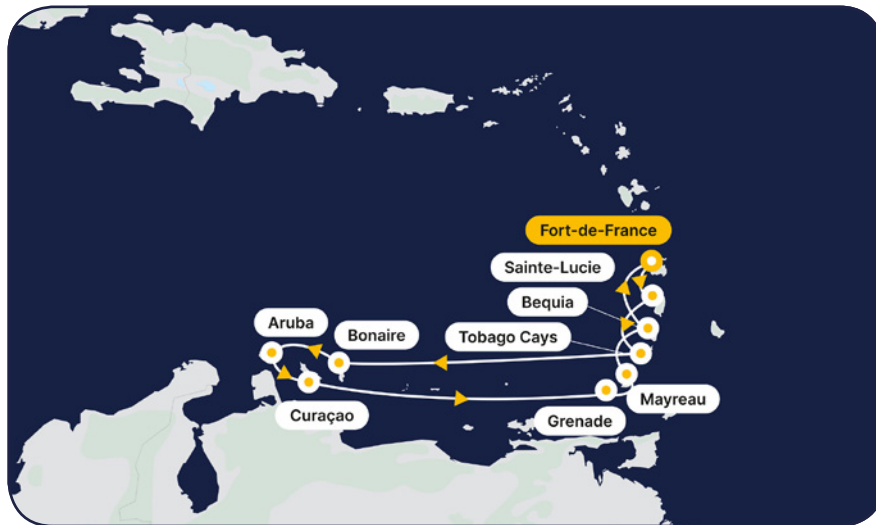 Fort-de-France
Sainte-Lucie
Bequia
Aruba
Bonaire
Tobago Cays
Curaçao
Grenade
Mayreau